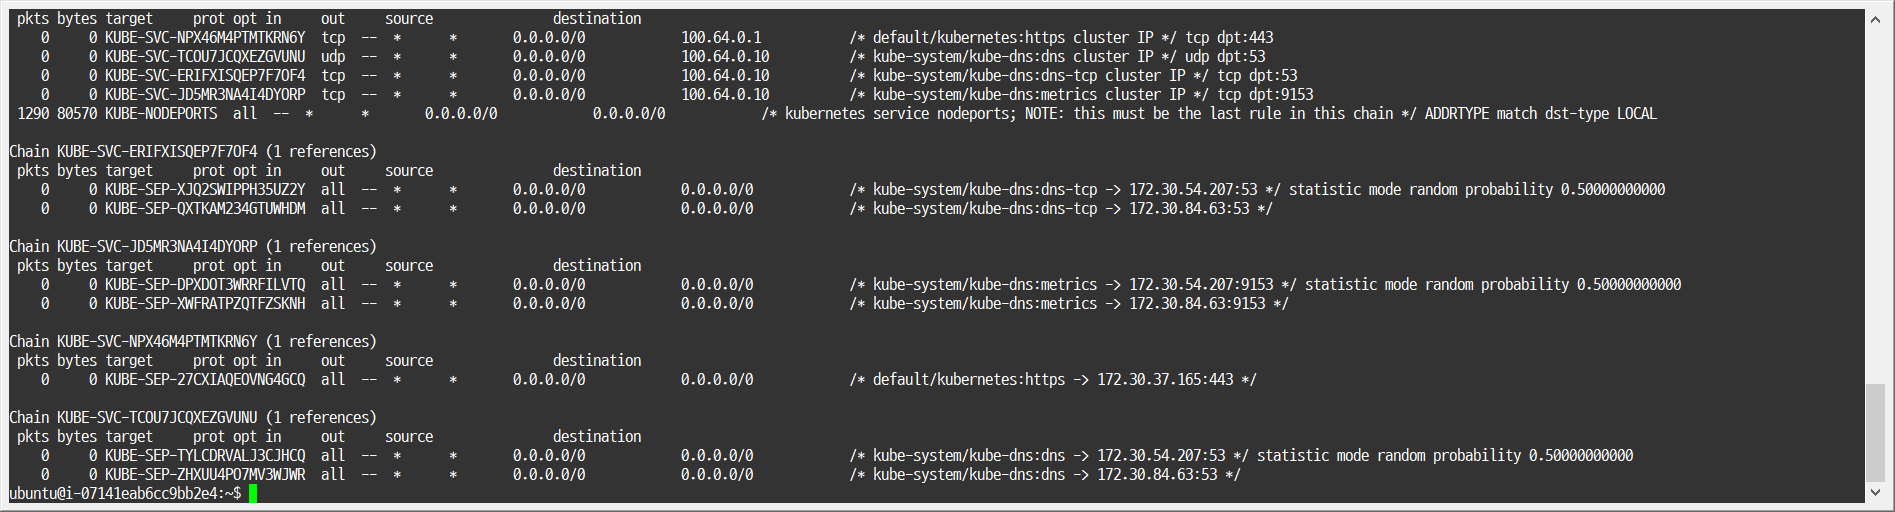 pkts bytes target     prot opt in     out     source               destination
    0     0 KUBE-SVC-NPX46M4PTMTKRN6Y  tcp  --  *      *       0.0.0.0/0            100.64.0.1           /* default/kubernetes:https cluster IP */ tcp dpt:443
    0     0 KUBE-SVC-TCOU7JCQXEZGVUNU  udp  --  *      *       0.0.0.0/0            100.64.0.10          /* kube-system/kube-dns:dns cluster IP */ udp dpt:53
    0     0 KUBE-SVC-ERIFXISQEP7F7OF4  tcp  --  *      *       0.0.0.0/0            100.64.0.10          /* kube-system/kube-dns:dns-tcp cluster IP */ tcp dpt:53
    0     0 KUBE-SVC-JD5MR3NA4I4DYORP  tcp  --  *      *       0.0.0.0/0            100.64.0.10          /* kube-system/kube-dns:metrics cluster IP */ tcp dpt:9153
 1290 80570 KUBE-NODEPORTS  all  --  *      *       0.0.0.0/0            0.0.0.0/0            /* kubernetes service nodeports; NOTE: this must be the last rule in this chain */ ADDRTYPE match dst-type LOCAL

Chain KUBE-SVC-ERIFXISQEP7F7OF4 (1 references)
 pkts bytes target     prot opt in     out     source               destination
    0     0 KUBE-SEP-XJQ2SWIPPH35UZ2Y  all  --  *      *       0.0.0.0/0            0.0.0.0/0            /* kube-system/kube-dns:dns-tcp -> 172.30.54.207:53 */ statistic mode random probability 0.50000000000
    0     0 KUBE-SEP-QXTKAM234GTUWHDM  all  --  *      *       0.0.0.0/0            0.0.0.0/0            /* kube-system/kube-dns:dns-tcp -> 172.30.84.63:53 */

Chain KUBE-SVC-JD5MR3NA4I4DYORP (1 references)
 pkts bytes target     prot opt in     out     source               destination
    0     0 KUBE-SEP-DPXDOT3WRRFILVTQ  all  --  *      *       0.0.0.0/0            0.0.0.0/0            /* kube-system/kube-dns:metrics -> 172.30.54.207:9153 */ statistic mode random probability 0.50000000000
    0     0 KUBE-SEP-XWFRATPZQTFZSKNH  all  --  *      *       0.0.0.0/0            0.0.0.0/0            /* kube-system/kube-dns:metrics -> 172.30.84.63:9153 */

Chain KUBE-SVC-NPX46M4PTMTKRN6Y (1 references)
 pkts bytes target     prot opt in     out     source               destination
    0     0 KUBE-SEP-27CXIAQEOVNG4GCQ  all  --  *      *       0.0.0.0/0            0.0.0.0/0            /* default/kubernetes:https -> 172.30.37.165:443 */

Chain KUBE-SVC-TCOU7JCQXEZGVUNU (1 references)
 pkts bytes target     prot opt in     out     source               destination
    0     0 KUBE-SEP-TYLCDRVALJ3CJHCQ  all  --  *      *       0.0.0.0/0            0.0.0.0/0            /* kube-system/kube-dns:dns -> 172.30.54.207:53 */ statistic mode random probability 0.50000000000
    0     0 KUBE-SEP-ZHXUU4PO7MV3WJWR  all  --  *      *       0.0.0.0/0            0.0.0.0/0            /* kube-system/kube-dns:dns -> 172.30.84.63:53 */
ubuntu@i-07141eab6cc9bb2e4:~$